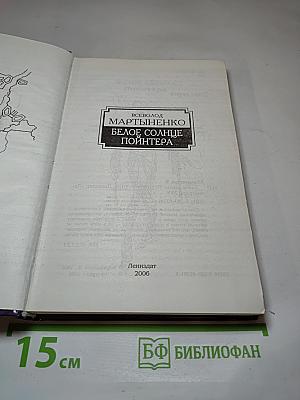 ВСЕВОЛОД
МАРТЫНЕНКО
БЕЛОЕ СОЛНЦЕ
ПОЙНТЕРА
Лениздат
2006
15 см
БФ БИБЛИОФАН